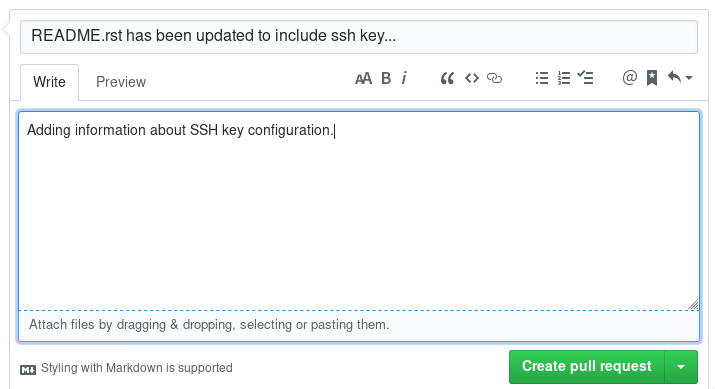 README.rst has been updated to include ssh key...
Write Preview AA B i @
Adding information about SSH key configuration.
Attach files by dragging & dropping, selecting or pasting them.
Styling with Markdown is supported Create pull request